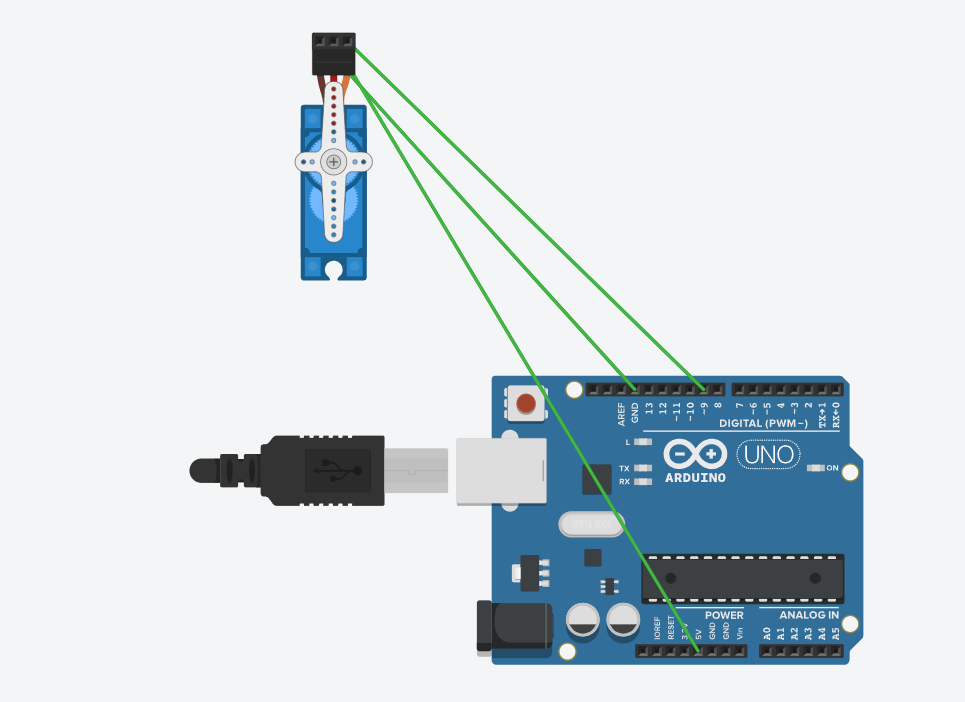 AREF
GND
13
12
~11
~10
~9
8
7
~6
~5
4
~3
2
TX→1
RX←0
DIGITAL (PWM~)
L
TX
RX
ARDUINO
UNO
ON
POWER
ANALOG IN
IOREF
RESET
5V
GND
GND
Vin
A0
A1
A2
A3
A4
A5